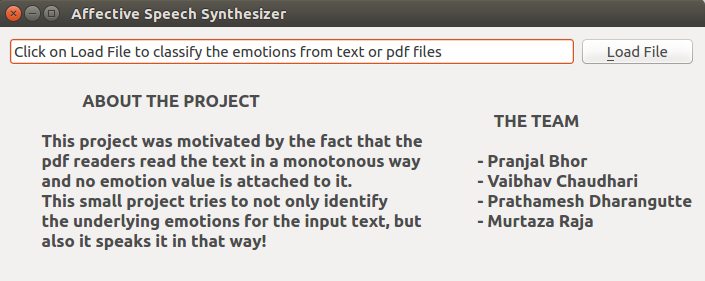 Affective Speech Synthesizer
Click on Load File to classify the emotions from text or pdf files
Load File
ABOUT THE PROJECT
This project was motivated by the fact that the
pdf readers read the text in a monotonous way
and no emotion value is attached to it.
This small project tries to not only identify
the underlying emotions for the input text, but
also it speaks it in that way!
THE TEAM
- Pranjal Bhor
- Vaibhav Chaudhari
- Prathamesh Dharangutte
- Murtaza Raja